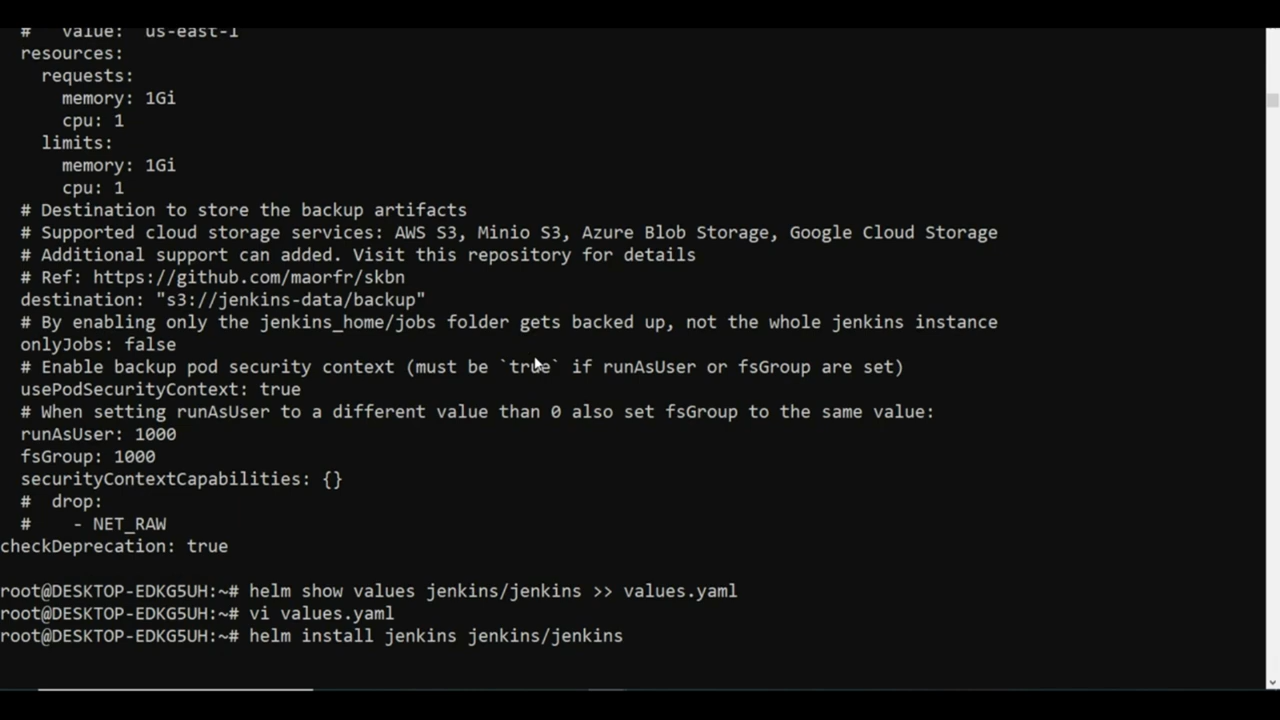 #   value:  us-east-1
resources:
requests:
memory: 1Gi
cpu: 1
limits:
memory: 1Gi
cpu: 1
# Destination to store the backup artifacts
# Supported cloud storage services: AWS S3, Minio S3, Azure Blob Storage, Google Cloud Storage
# Additional support can added. Visit this repository for details
# Ref: https://github.com/maorfr/skbn
destination: "s3://jenkins-data/backup"
# By enabling only the jenkins_home/jobs folder gets backed up, not the whole jenkins instance
onlyJobs: false
# Enable backup pod security context (must be `true` if runAsUser or fsGroup are set)
usePodSecurityContext: true
# When setting runAsUser to a different value than 0 also set fsGroup to the same value:
runAsUser: 1000
fsGroup: 1000
securityContextCapabilities: {}
#  drop:
#    - NET_RAW
checkDeprecation: true
root@DESKTOP-EDKG5UH:~# helm show values jenkins/jenkins >> values.yaml
root@DESKTOP-EDKG5UH:~# vi values.yaml
root@DESKTOP-EDKG5UH:~# helm install jenkins jenkins/jenkins